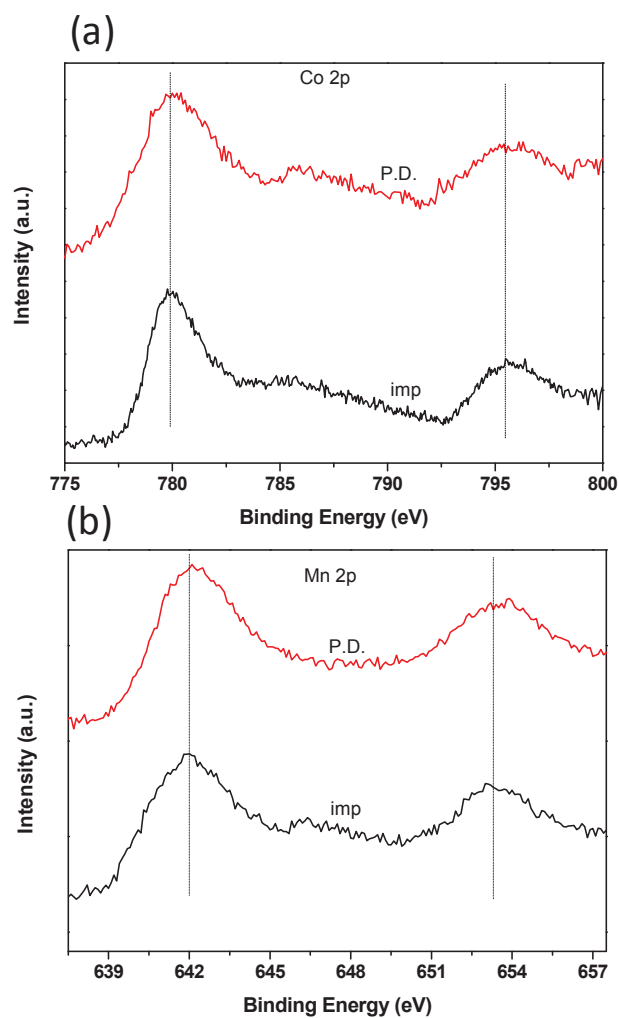 (a)
Co 2p
P.D.
imp
Intensity (a.u.)
775 780 785 790 795 800
Binding Energy (eV)
(b)
Mn 2p
P.D.
imp
Intensity (a.u.)
639 642 645 648 651 654 657
Binding Energy (eV)